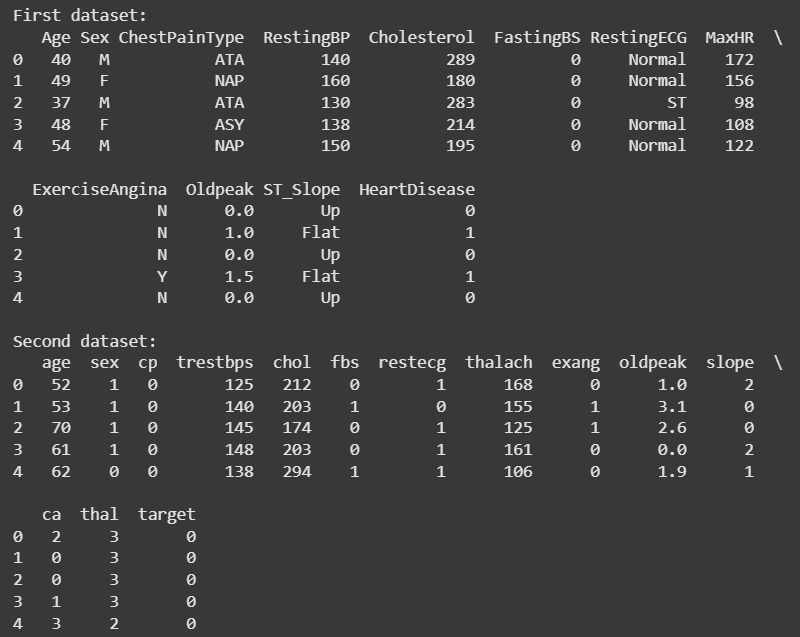 First dataset:
   Age Sex ChestPainType  RestingBP  Cholesterol  FastingBS RestingECG  MaxHR  \
0   40   M           ATA        140          289          0     Normal    172
1   49   F           NAP        160          180          0     Normal    156
2   37   M           ATA        130          283          0         ST     98
3   48   F           ASY        138          214          0     Normal    108
4   54   M           NAP        150          195          0     Normal    122
  ExerciseAngina  Oldpeak ST_Slope  HeartDisease
0              N      0.0       Up             0
1              N      1.0     Flat             1
2              N      0.0       Up             0
3              Y      1.5     Flat             1
4              N      0.0       Up             0
Second dataset:
   age  sex  cp  trestbps  chol  fbs  restecg  thalach  exang  oldpeak  slope  \
0   52    1   0       125   212    0        1      168      0      1.0      2
1   53    1   0       140   203    1        0      155      1      3.1      0
2   70    1   0       145   174    0        1      125      1      2.6      0
3   61    1   0       148   203    0        1      161      0      0.0      2
4   62    0   0       138   294    1        1      106      0      1.9      1
   ca  thal  target
0   2     3       0
1   0     3       0
2   0     3       0
3   1     3       0
4   3     2       0